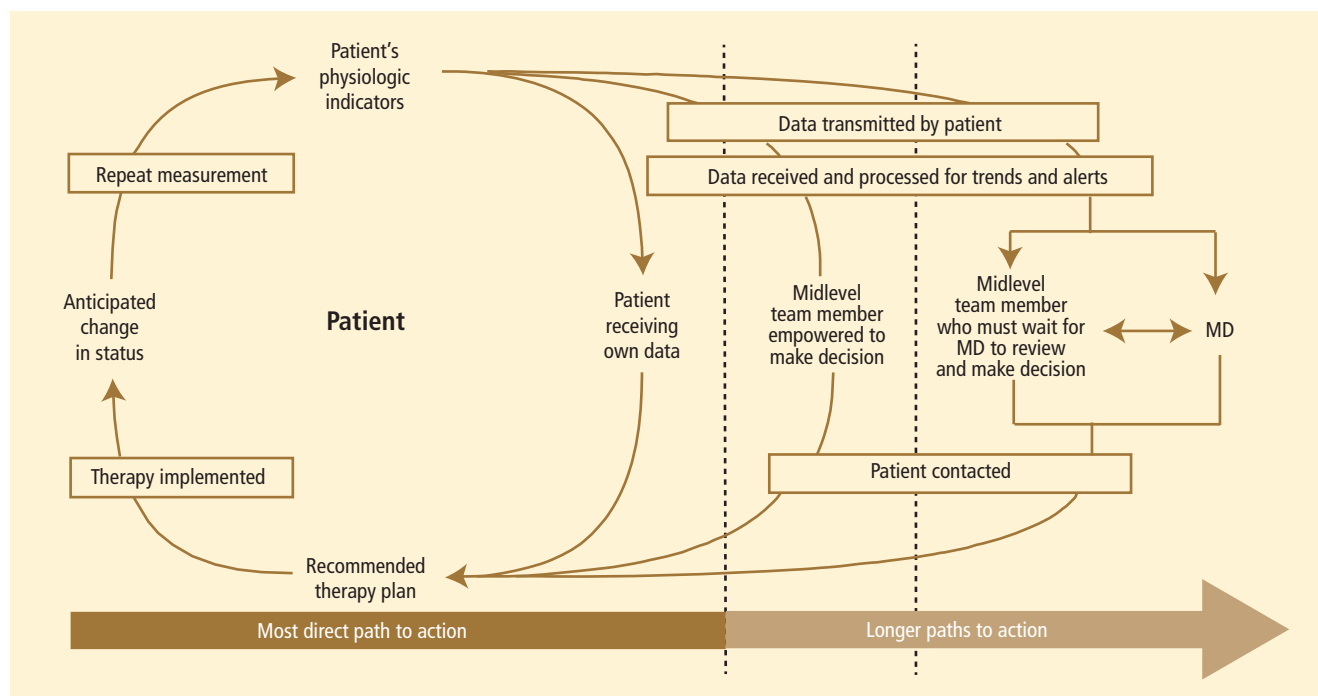 Patient's
physiologic
indicators
Data transmitted by patient
Repeat measurement
Data received and processed for trends and alerts
Anticipated
change
in status
Patient
Patient
receiving
own data
Midlevel
team member
empowered to
make decision
Midlevel
team member
who must wait for
MD to review
and make decision
MD
Therapy implemented
Patient contacted
Recommended
therapy plan
Most direct path to action
Longer paths to action